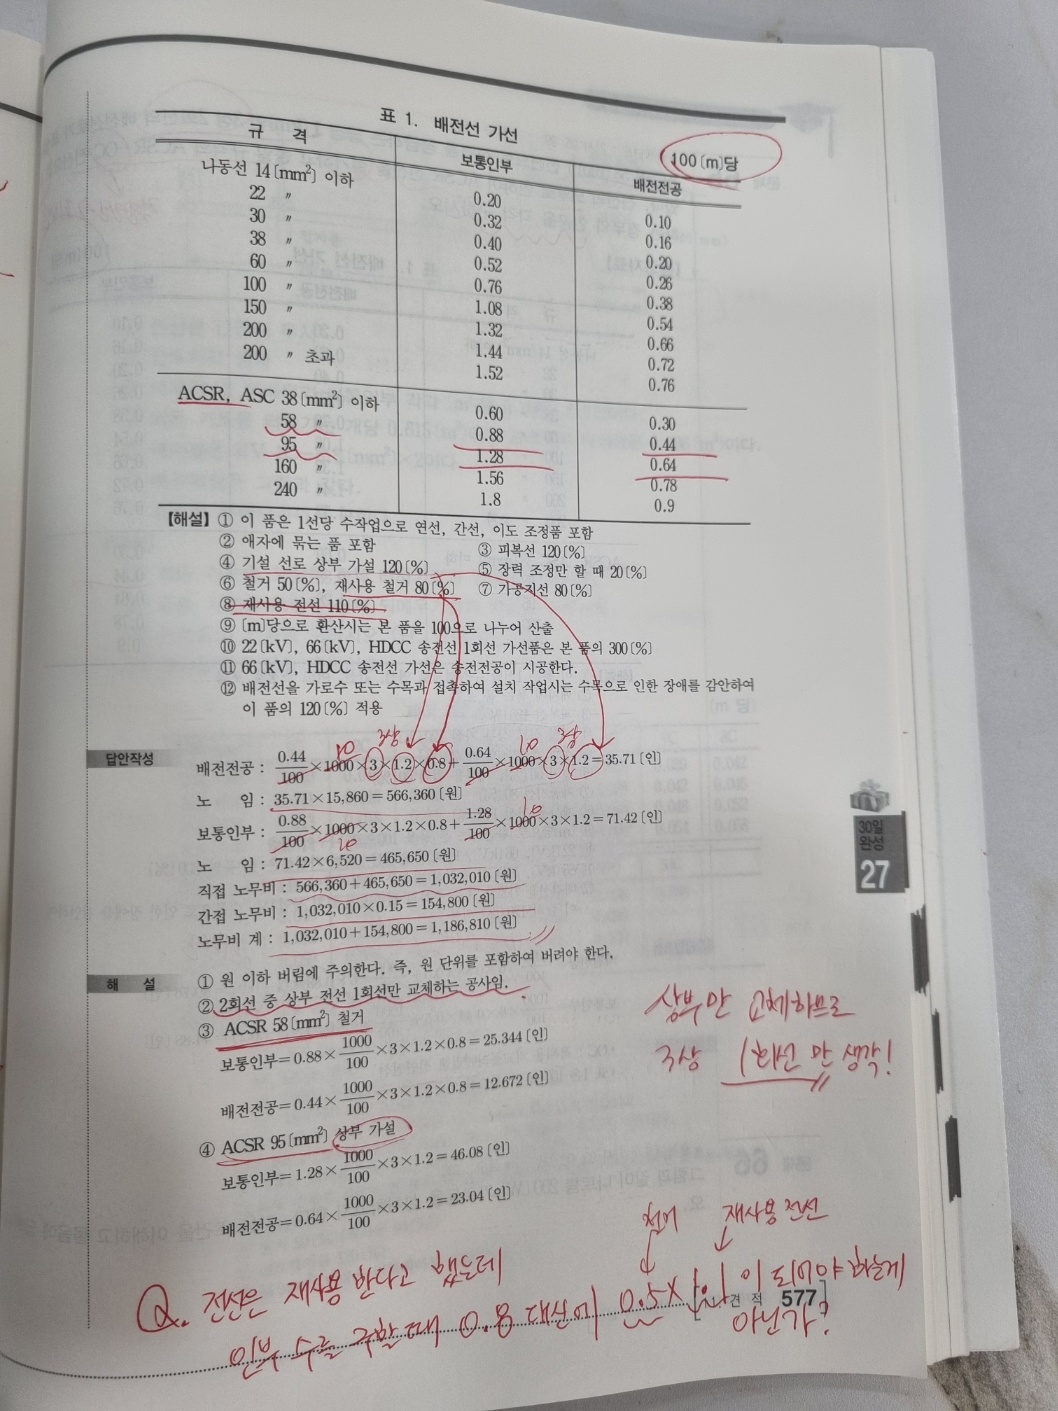 표 1. 배전선 가선
100〔m〕당
규 격 보통인부 배전전공
나동선 14〔mm²〕이하 0.20 0.10
22 〃 0.32 0.16
30 〃 0.40 0.20
38 〃 0.52 0.26
60 〃 0.76 0.38
100 〃 1.08 0.54
150 〃 1.32 0.66
200 〃 1.44 0.72
200 〃 초과 1.52 0.76
ACSR, ASC 38〔mm²〕이하 0.60 0.30
58 〃 0.88 0.44
95 〃 1.28 0.64
160 〃 1.56 0.78
240 〃 1.8 0.9
【해설】 ① 이 품은 1선당 수작업으로 연선, 간선, 이도 조정품 포함
② 애자에 묶는 품 포함 ③ 피복선 120〔%〕
④ 기설 선로 상부 가설 120〔%〕 ⑤ 장력 조정만 할 때 20〔%〕
⑥ 철거 50〔%〕, 재사용 철거 80〔%〕 ⑦ 가공지선 80〔%〕
⑧ 재사용 전선 110〔%〕
⑨ 〔m〕당으로 환산시는 본 품을 100으로 나누어 산출
⑩ 22〔kV〕, 66〔kV〕, HDCC 송전선 1회선 가선품은 본 품의 300〔%〕
⑪ 66〔kV〕, HDCC 송전선 가선은 송전전공이 시공한다.
⑫ 배전선을 가로수 또는 수목과 접촉하여 설치 작업시는 수목으로 인한 장애를 감안하여
이 품의 120〔%〕 적용
10 3상 10 3상
답안작성 배전전공 : 0.44/100 × 1000 × 3 × 1.2 × 0.8 + 0.64/100 × 1000 × 3 × 1.2 = 35.71〔인〕
노 임 : 35.71 × 15,860 = 566,360〔원〕
보통인부 : 0.88/100 × 1000 × 3 × 1.2 × 0.8 + 1.28/100 × 1000 × 3 × 1.2 = 71.42〔인〕
10 10
노 임 : 71.42 × 6,520 = 465,650〔원〕
직접 노무비 : 566,360 + 465,650 = 1,032,010〔원〕
간접 노무비 : 1,032,010 × 0.15 = 154,800〔원〕
노무비 계 : 1,032,010 + 154,800 = 1,186,810〔원〕
30일
완성
27
해 설 ① 원 이하 버림에 주의한다. 즉, 원 단위를 포함하여 버려야 한다.
② 2회선 중 상부 전선 1회선만 교체하는 공사임.
③ ACSR 58〔mm²〕 철거
보통인부 = 0.88 × 1000/100 × 3 × 1.2 × 0.8 = 25.344〔인〕
배전전공 = 0.44 × 1000/100 × 3 × 1.2 × 0.8 = 12.672〔인〕
④ ACSR 95〔mm²〕 상부 가설
보통인부 = 1.28 × 1000/100 × 3 × 1.2 = 46.08〔인〕
배전전공 = 0.64 × 1000/100 × 3 × 1.2 = 23.04〔인〕
상부만 교체하므로
3상 1회선 만 생각!
철거 재사용 전선
Q. 전선은 재사용 한다고 했는데
인부 수를 구할 때 0.8 대신에 0.5 × 1.1 이 되어야 하는게
아닌가?
견적 577